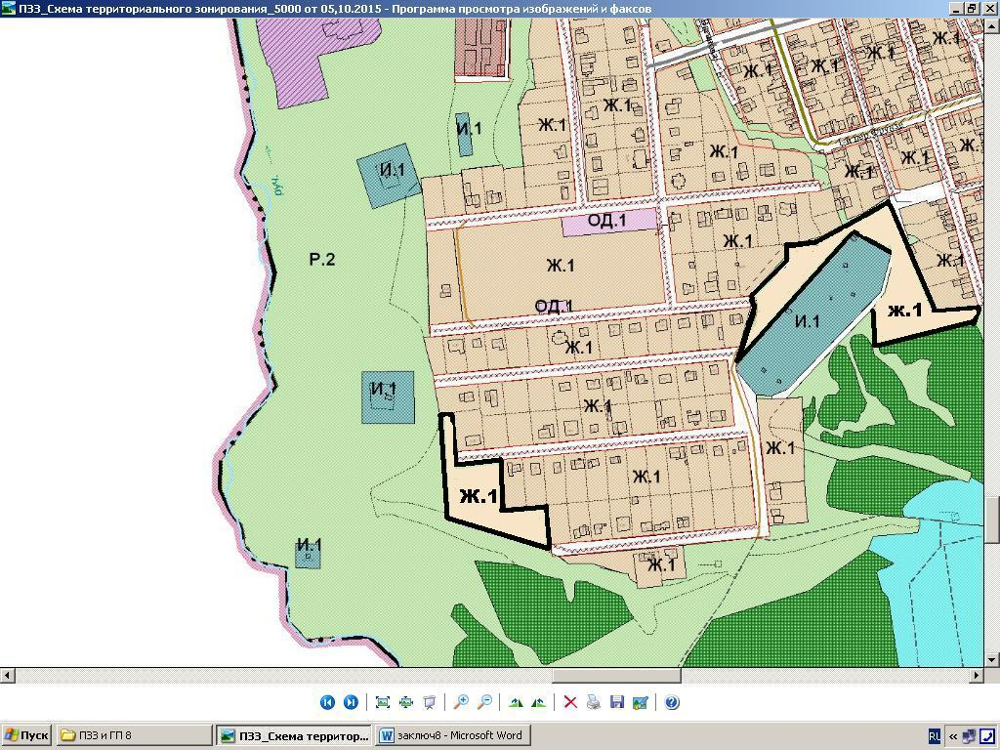 ПЗЗ_Схема территориального зонирования_5000 от 05,10.2015 - Программа просмотра изображений и факсов
Ж.1
Ж.1
Ж.1
Ж.1
Ж.1
И.1
Ж.1
Ж.1
Ж.1
Ж.1
Ж.1
Ж.1
И.1
руч.
ОД.1
Ж.1
Р.2
Ж.1
Ж.1
ОД.1
И.1
Ж.1
Ж.1
И.1
Ж.1
Ж.1
Ж.1
Ж.1
И.1
Ж.1
Пуск
ПЗЗ и ГП 8
ПЗЗ_Схема территор...
заключ8 - Microsoft Word
RU